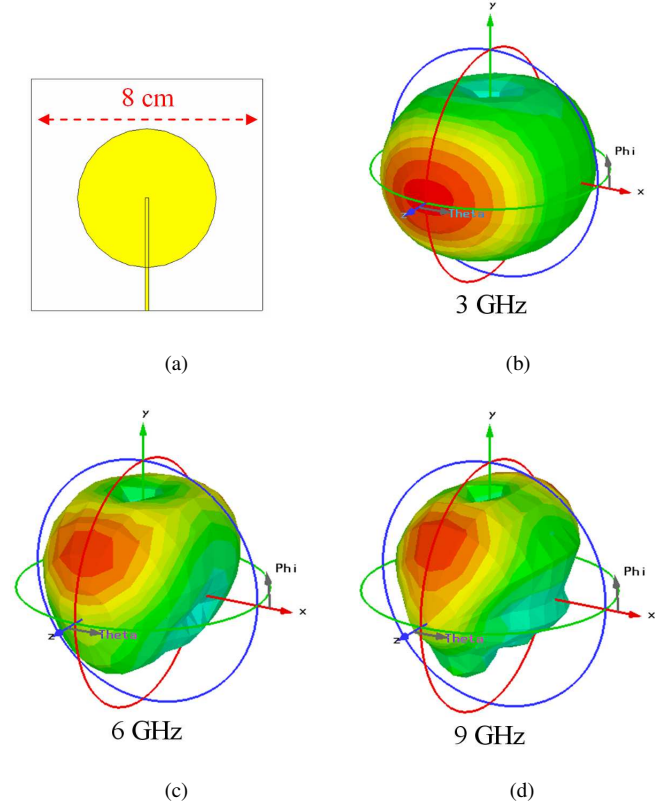 8 cm
y
Phi
x
z
Theta
3 GHz
(a)
(b)
y
Phi
x
z
Theta
6 GHz
y
Phi
x
z
Theta
9 GHz
(c)
(d)